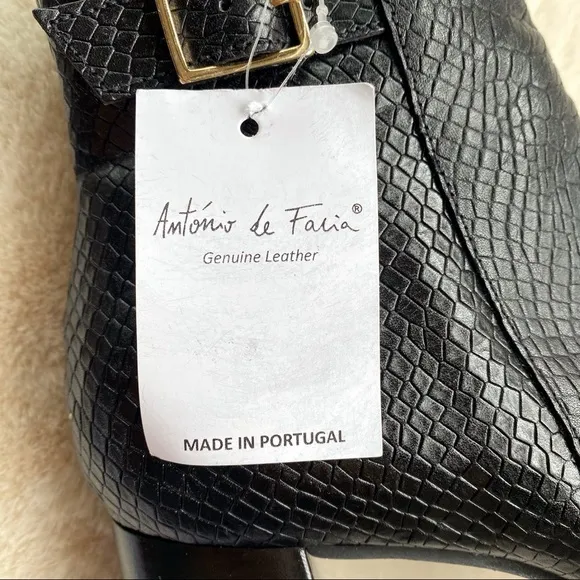 António de Faria®
Genuine Leather
MADE IN PORTUGAL